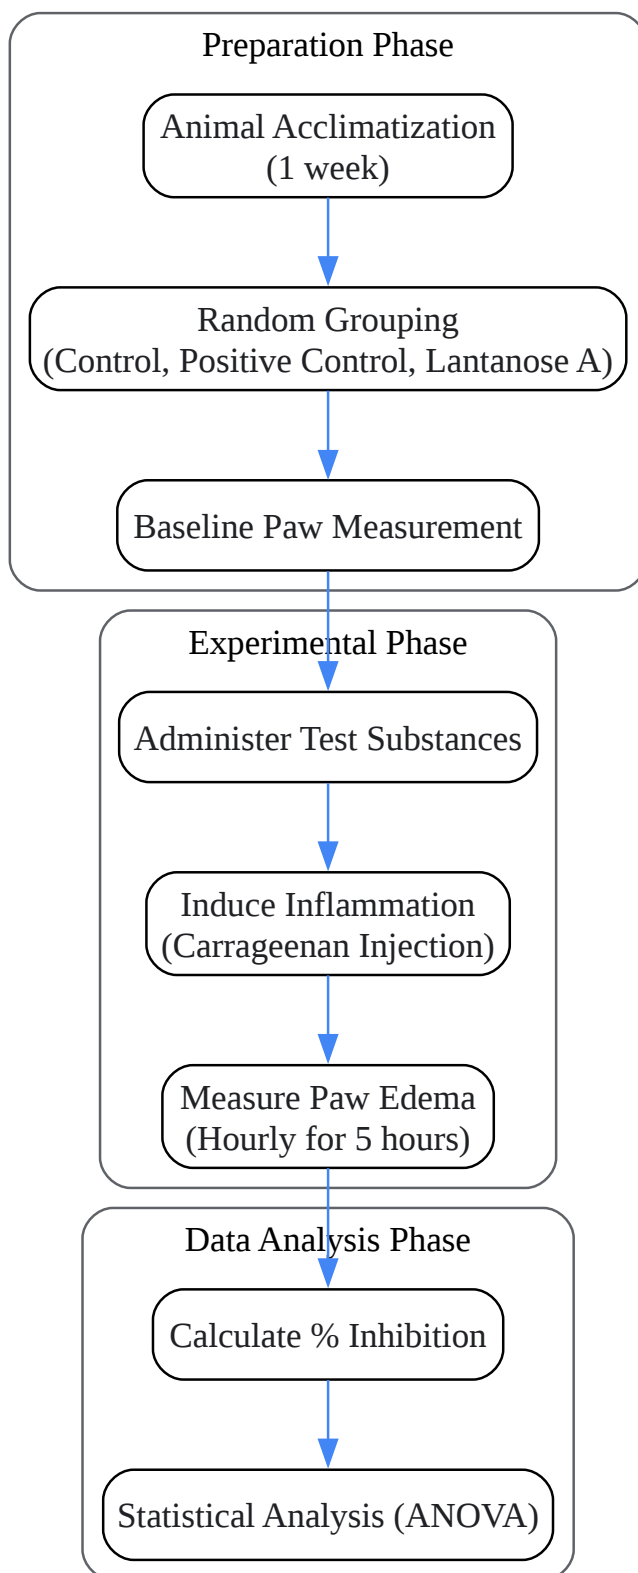 Preparation Phase
Animal Acclimatization
(1 week)
Random Grouping
(Control, Positive Control, Lantanose A)
Baseline Paw Measurement
Experimental Phase
Administer Test Substances
Induce Inflammation
(Carrageenan Injection)
Measure Paw Edema
(Hourly for 5 hours)
Data Analysis Phase
Calculate % Inhibition
Statistical Analysis (ANOVA)